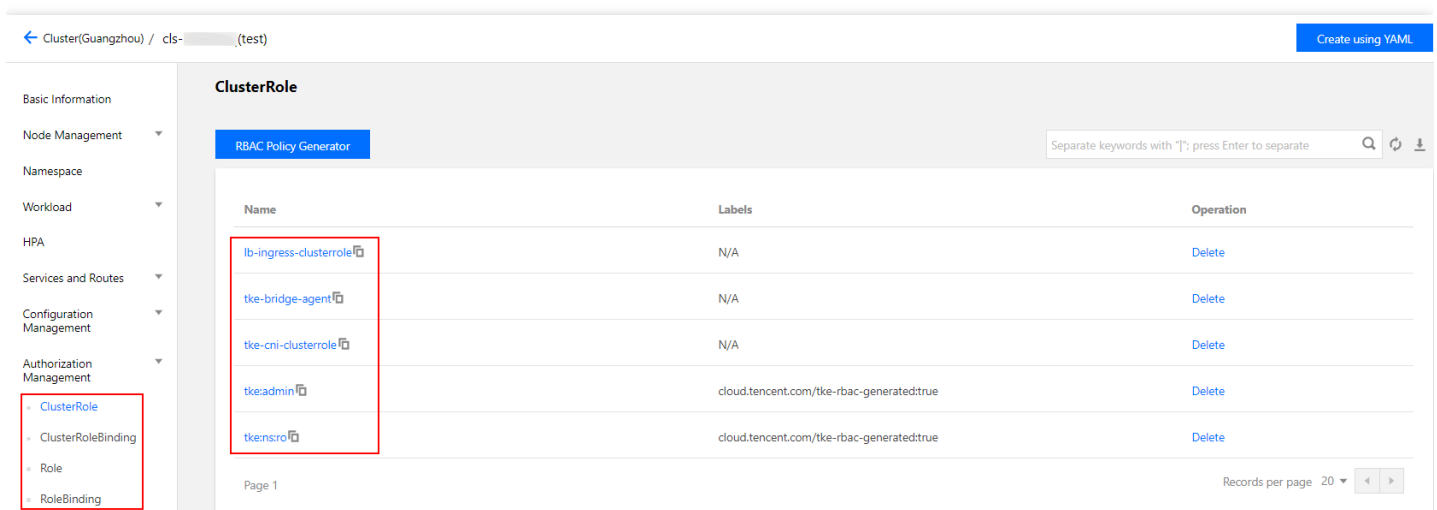 Cluster(Guangzhou) / cls- (test)
Create using YAML
Basic Information
Node Management
Namespace
Workload
HPA
Services and Routes
Configuration
Management
Authorization
Management
ClusterRole
ClusterRoleBinding
Role
RoleBinding
ClusterRole
RBAC Policy Generator
Separate keywords with "|"; press Enter to separate
Name Labels Operation
lb-ingress-clusterrole N/A Delete
tke-bridge-agent N/A Delete
tke-cni-clusterrole N/A Delete
tke:admin cloud.tencent.com/tke-rbac-generated:true Delete
tke:ns:ro cloud.tencent.com/tke-rbac-generated:true Delete
Page 1 Records per page 20